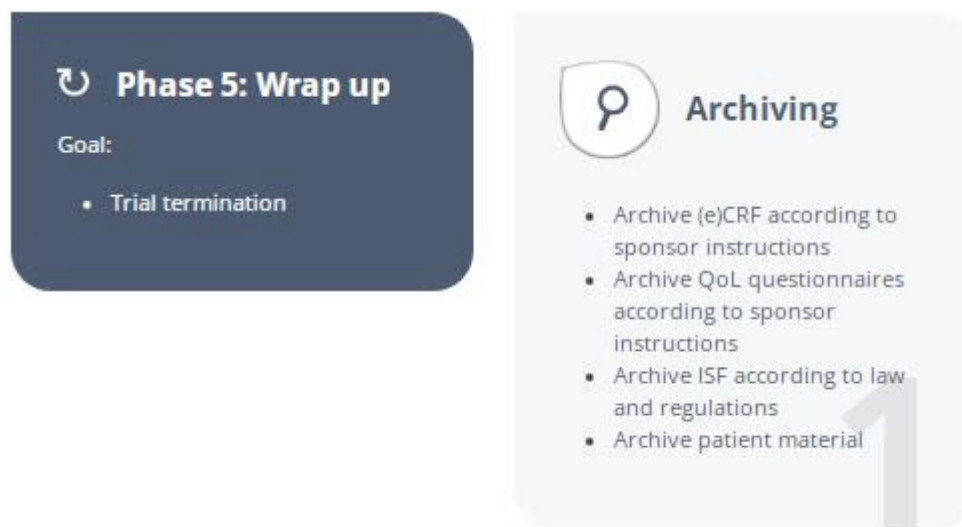 ↻ Phase 5: Wrap up
Goal:
• Trial termination
Archiving
• Archive (e)CRF according to
sponsor instructions
• Archive QoL questionnaires
according to sponsor
instructions
• Archive ISF according to law
and regulations
• Archive patient material
1